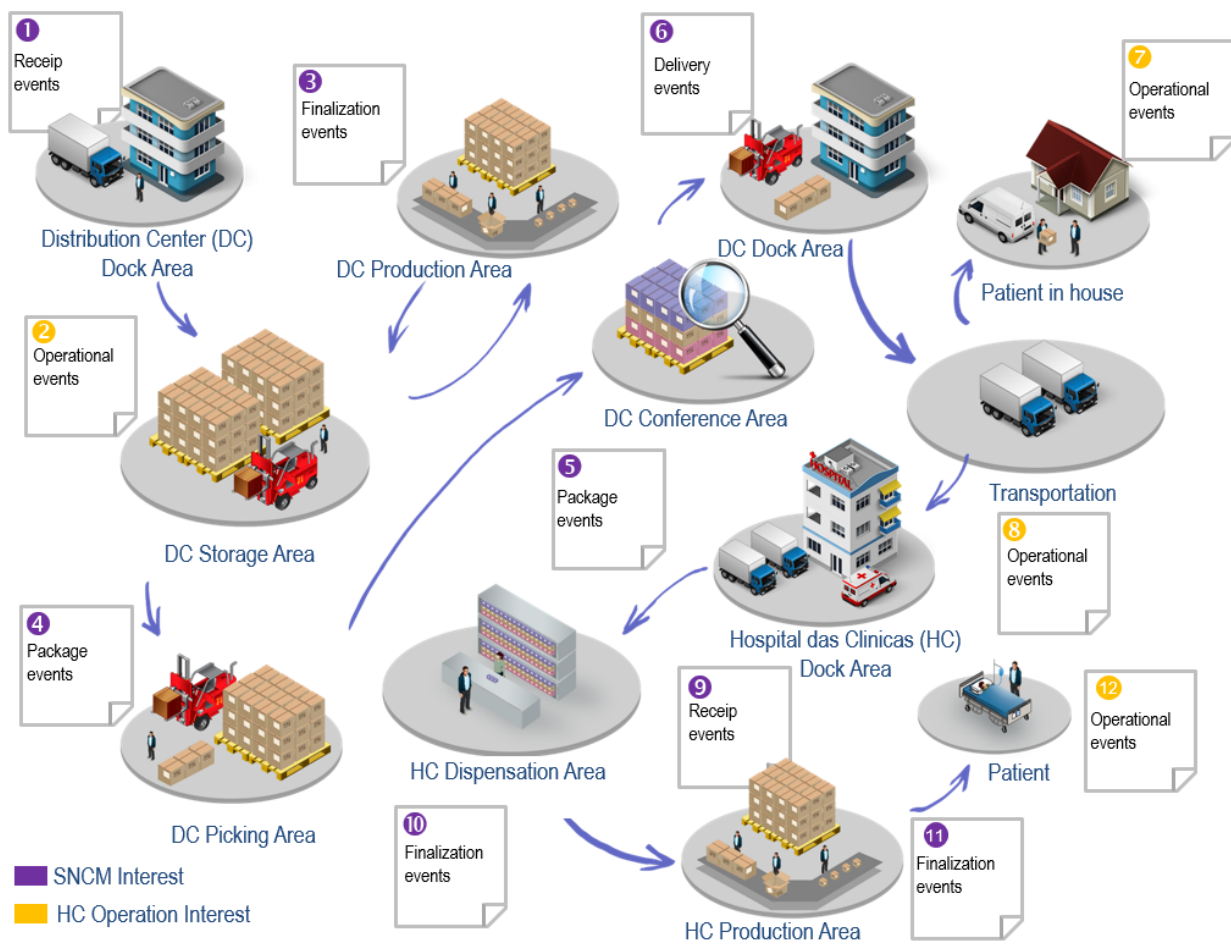 1
Receip
events
Distribution Center (DC)
Dock Area
2
Operational
events
DC Storage Area
3
Finalization
events
DC Production Area
4
Package
events
DC Picking Area
5
Package
events
DC Conference Area
6
Delivery
events
DC Dock Area
7
Operational
events
Patient in house
Transportation
8
Operational
events
HOSPITAL
Hospital das Clinicas (HC)
Dock Area
HC Dispensation Area
9
Receip
events
10
Finalization
events
HC Production Area
11
Finalization
events
12
Operational
events
Patient
SNCM Interest
HC Operation Interest